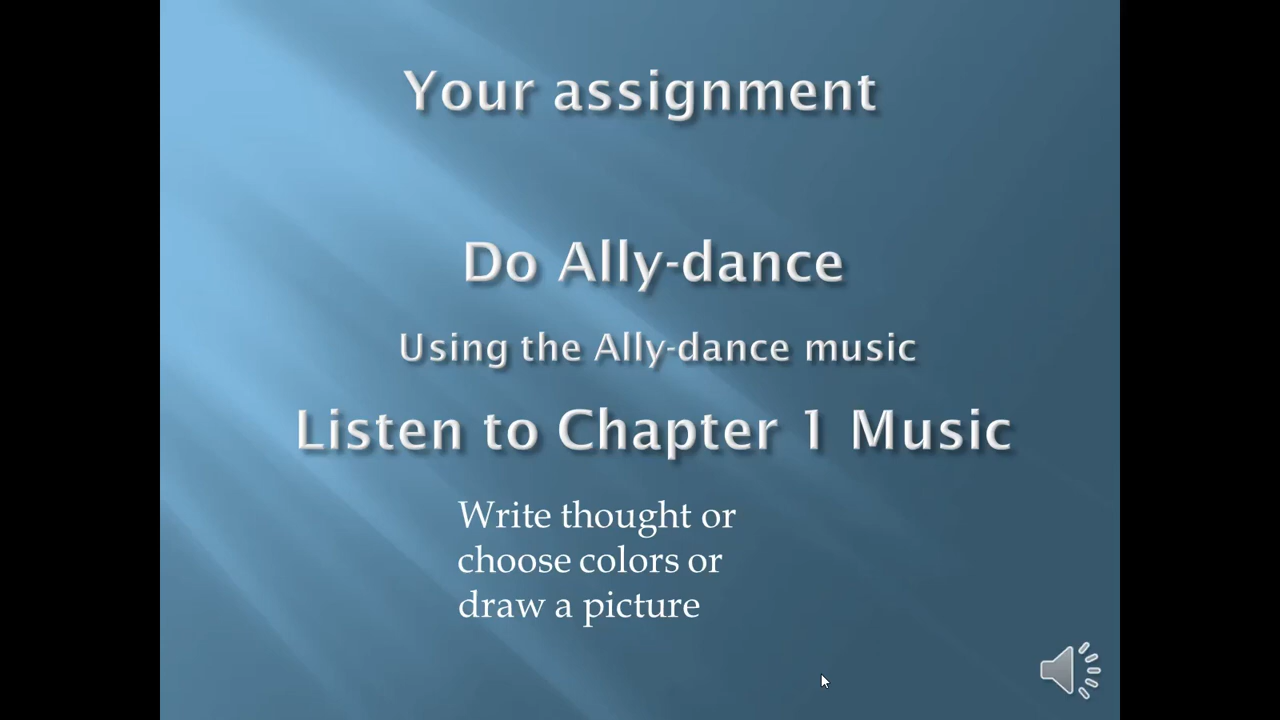 Your assignment
Do Ally-dance
Using the Ally-dance music
Listen to Chapter 1 Music
Write thought or
choose colors or
draw a picture